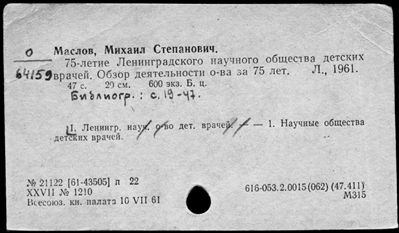 О
64159
Маслов, Михаил Степанович.
75-летие Ленинградского научного общества детских
врачей. Обзор деятельности о-ва за 75 лет. Л., 1961.
47 с. 20 см. 600 экз. Б. ц.
Библиогр.: с. 19-47.
II. Ленингр. науч. о-во дет. врачей. — — 1. Научные общества
детских врачей.
№ 21122 [61-43505] п 22
XXVII № 1210
Всесоюз. кн. палата 10 VII 61
616-053.2.0015(062) (47.411)
М315